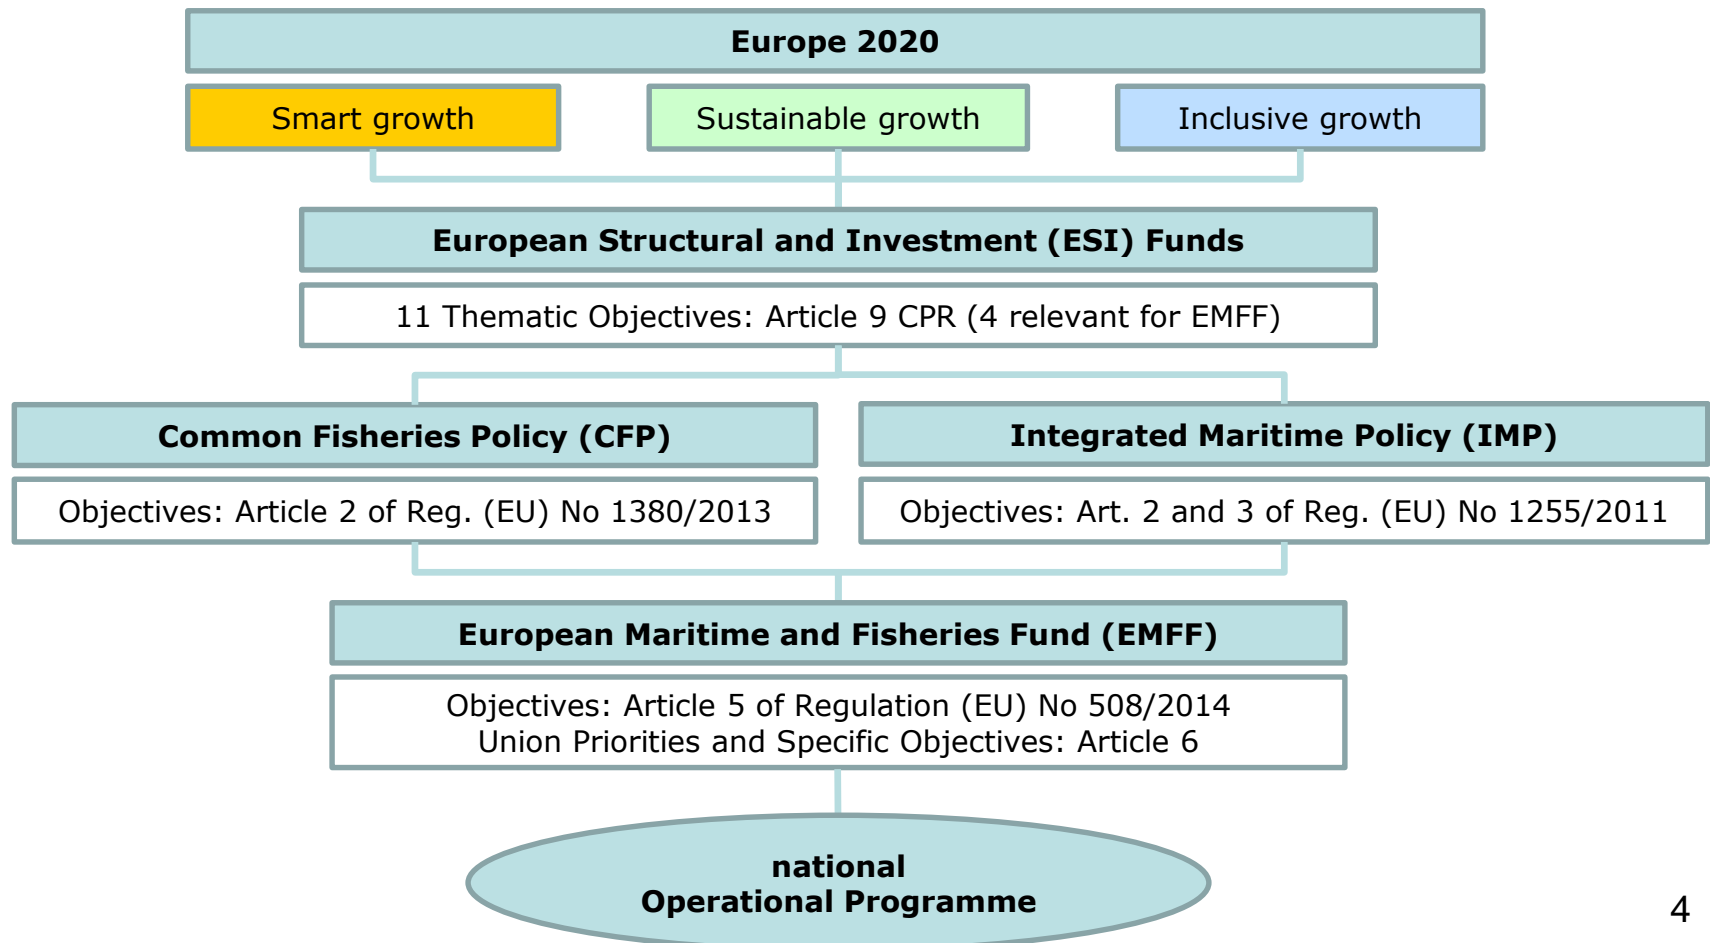 Europe 2020
Smart growth
Sustainable growth
Inclusive growth
European Structural and Investment (ESI) Funds
11 Thematic Objectives: Article 9 CPR (4 relevant for EMFF)
Common Fisheries Policy (CFP)
Integrated Maritime Policy (IMP)
Objectives: Article 2 of Reg. (EU) No 1380/2013
Objectives: Art. 2 and 3 of Reg. (EU) No 1255/2011
European Maritime and Fisheries Fund (EMFF)
Objectives: Article 5 of Regulation (EU) No 508/2014
Union Priorities and Specific Objectives: Article 6
national
Operational Programme
4